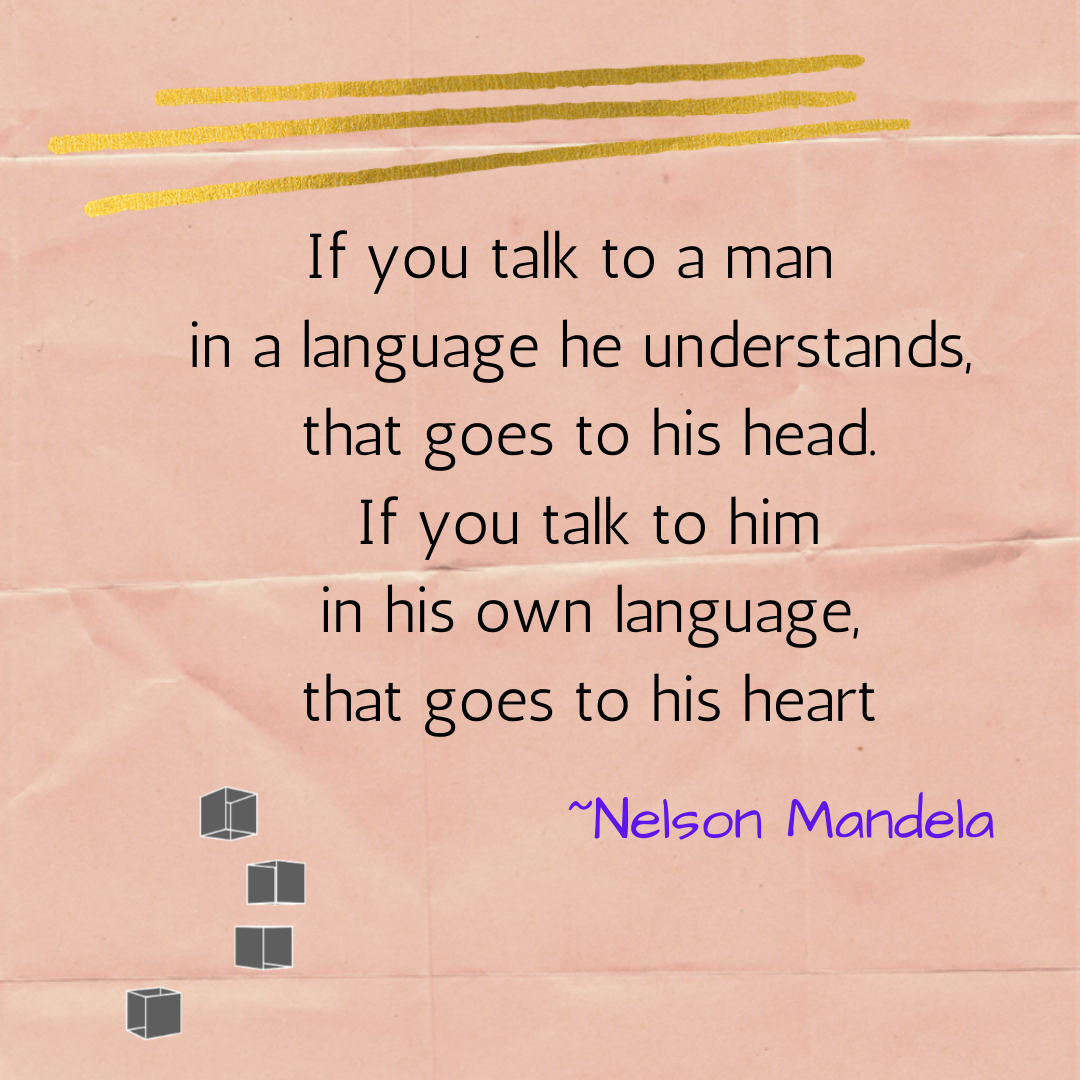 If you talk to a man
in a language he understands,
that goes to his head.
If you talk to him
in his own language,
that goes to his heart
~Nelson Mandela